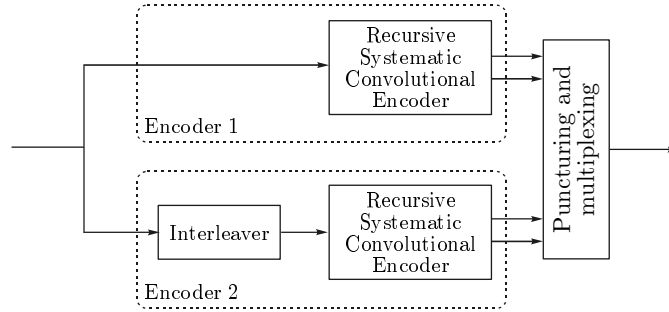 Recursive
Systematic
Convolutional
Encoder
Encoder 1
Puncturing and
multiplexing
Interleaver
Recursive
Systematic
Convolutional
Encoder
Encoder 2